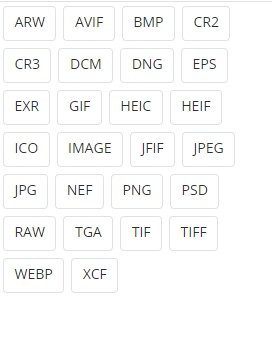 ARW AVIF BMP CR2
CR3 DCM DNG EPS
EXR GIF HEIC HEIF
ICO IMAGE JFIF JPEG
JPG NEF PNG PSD
RAW TGA TIF TIFF
WEBP XCF